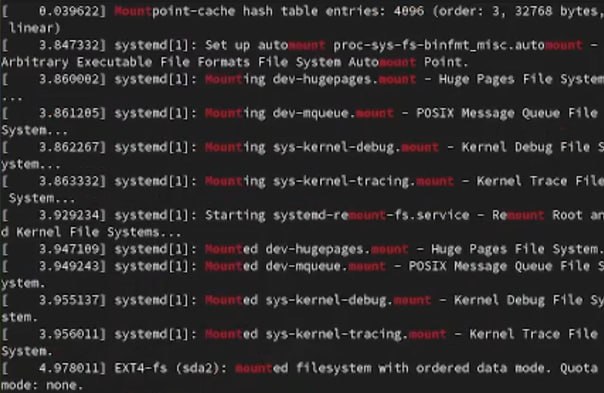 [    0.039622] Mountpoint-cache hash table entries: 4096 (order: 3, 32768 bytes,
 linear)
[    3.847332] systemd[1]: Set up automount proc-sys-fs-binfmt_misc.automount -
Arbitrary Executable File Formats File System Automount Point.
[    3.860002] systemd[1]: Mounting dev-hugepages.mount - Huge Pages File System
...
[    3.861205] systemd[1]: Mounting dev-mqueue.mount - POSIX Message Queue File
System...
[    3.862267] systemd[1]: Mounting sys-kernel-debug.mount - Kernel Debug File S
ystem...
[    3.863332] systemd[1]: Mounting sys-kernel-tracing.mount - Kernel Trace File
 System...
[    3.929234] systemd[1]: Starting systemd-remount-fs.service - Remount Root an
d Kernel File Systems...
[    3.947109] systemd[1]: Mounted dev-hugepages.mount - Huge Pages File System.
[    3.949243] systemd[1]: Mounted dev-mqueue.mount - POSIX Message Queue File S
ystem.
[    3.955137] systemd[1]: Mounted sys-kernel-debug.mount - Kernel Debug File Sy
stem.
[    3.956011] systemd[1]: Mounted sys-kernel-tracing.mount - Kernel Trace File
System.
[    4.978011] EXT4-fs (sda2): mounted filesystem with ordered data mode. Quota
mode: none.